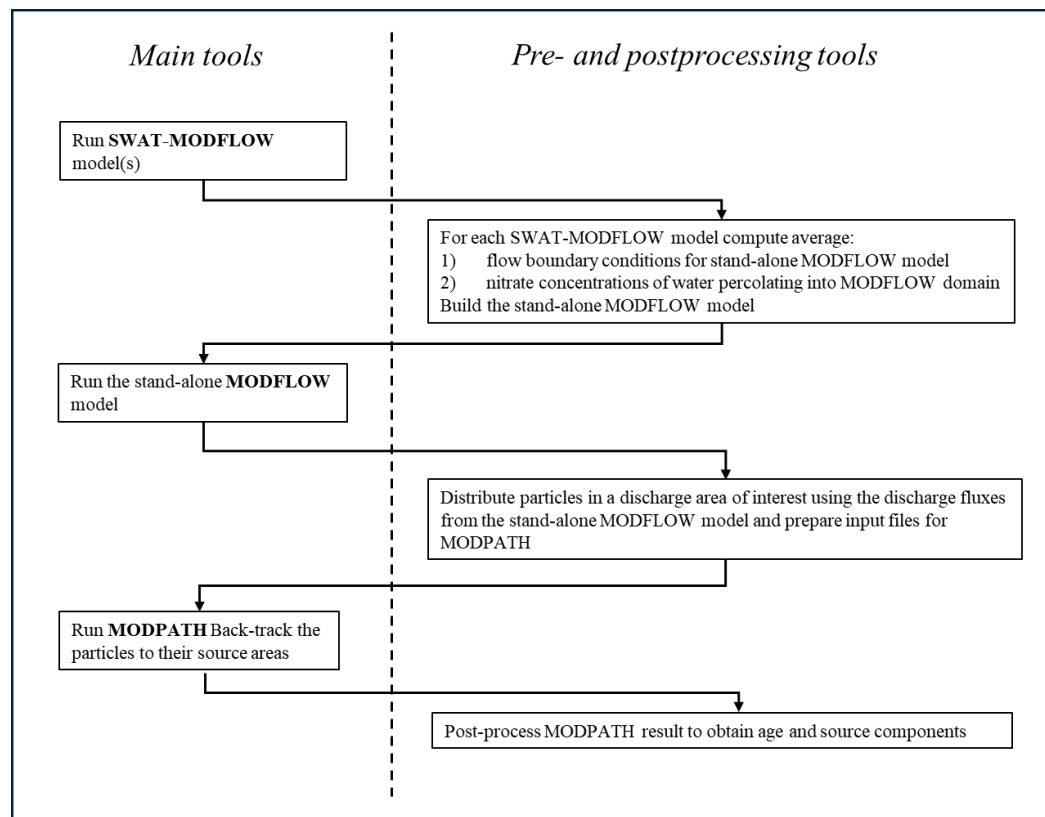 Main tools
Pre- and postprocessing tools
Run SWAT-MODFLOW
model(s)
For each SWAT-MODFLOW model compute average:
1) flow boundary conditions for stand-alone MODFLOW model
2) nitrate concentrations of water percolating into MODFLOW domain
Build the stand-alone MODFLOW model
Run the stand-alone MODFLOW
model
Distribute particles in a discharge area of interest using the discharge fluxes
from the stand-alone MODFLOW model and prepare input files for
MODPATH
Run MODPATH Back-track the
particles to their source areas
Post-process MODPATH result to obtain age and source components